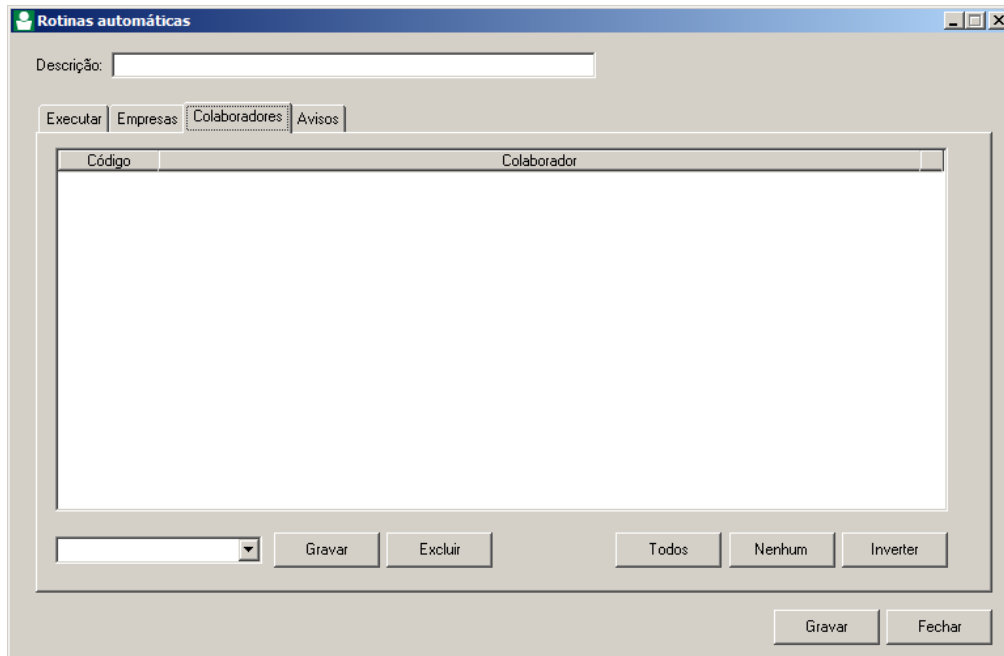 Rotinas automáticas
Descrição:
Executar Empresas Colaboradores Avisos
Código Colaborador
Gravar Excluir Todos Nenhum Inverter
Gravar Fechar